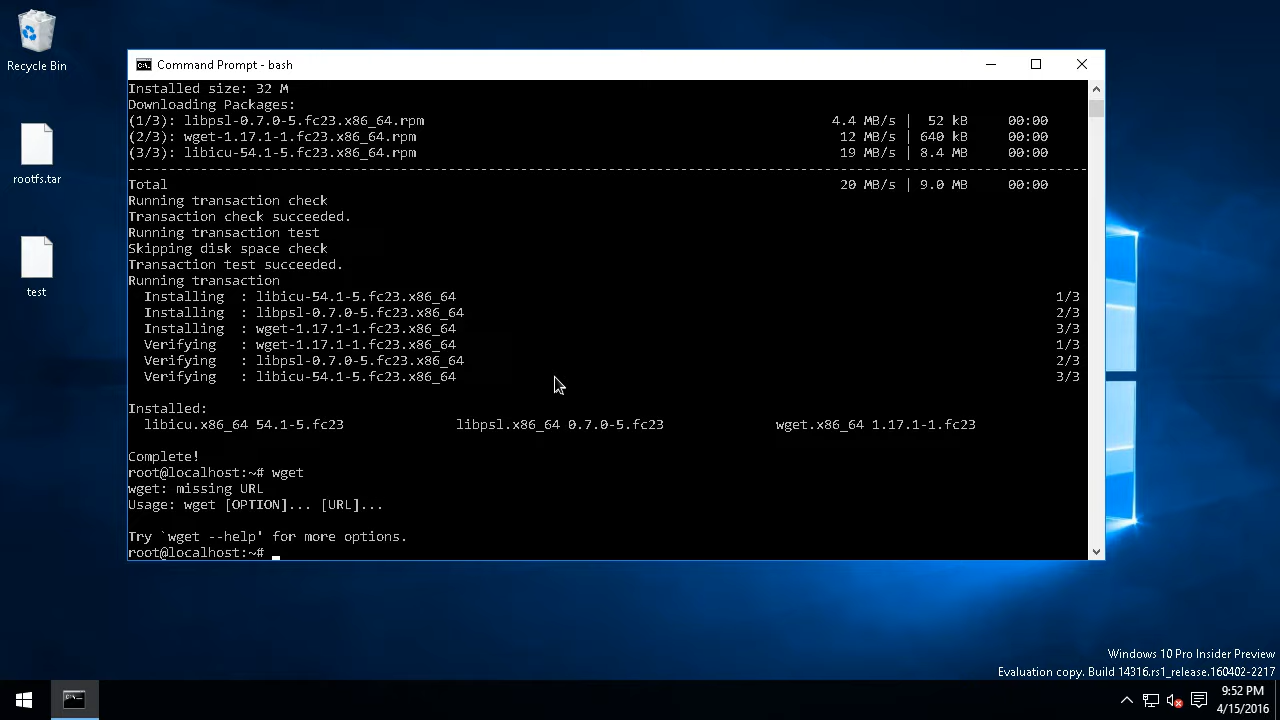 Recycle Bin
rootfs.tar
test
Command Prompt - bash
Installed size: 32 M
Downloading Packages:
(1/3): libpsl-0.7.0-5.fc23.x86_64.rpm 4.4 MB/s | 52 kB 00:00
(2/3): wget-1.17.1-1.fc23.x86_64.rpm 12 MB/s | 640 kB 00:00
(3/3): libicu-54.1-5.fc23.x86_64.rpm 19 MB/s | 8.4 MB 00:00
--------------------------------------------------------------------------------
Total 20 MB/s | 9.0 MB 00:00
Running transaction check
Transaction check succeeded.
Running transaction test
Skipping disk space check
Transaction test succeeded.
Running transaction
Installing : libicu-54.1-5.fc23.x86_64 1/3
Installing : libpsl-0.7.0-5.fc23.x86_64 2/3
Installing : wget-1.17.1-1.fc23.x86_64 3/3
Verifying : wget-1.17.1-1.fc23.x86_64 1/3
Verifying : libpsl-0.7.0-5.fc23.x86_64 2/3
Verifying : libicu-54.1-5.fc23.x86_64 3/3
Installed:
libicu.x86_64 54.1-5.fc23 libpsl.x86_64 0.7.0-5.fc23 wget.x86_64 1.17.1-1.fc23
Complete!
root@localhost:~# wget
wget: missing URL
Usage: wget [OPTION]... [URL]...
Try `wget --help' for more options.
root@localhost:~#
Windows 10 Pro Insider Preview
Evaluation copy. Build 14316.rs1_release.160402-2217
9:52 PM
4/15/2016